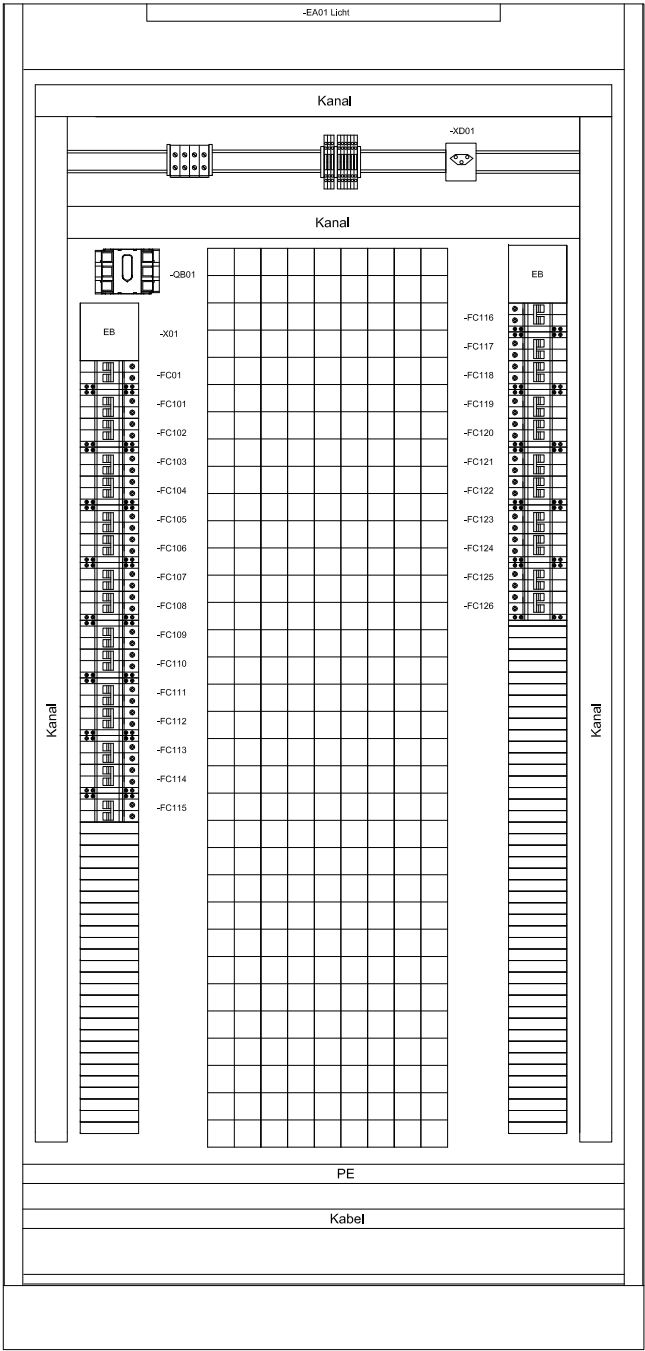 -EA01 Licht
Kanal
-XD01
Kanal
-QB01
EB
EB
-X01
-FC01
-FC101
-FC102
-FC103
-FC104
-FC105
-FC106
-FC107
-FC108
-FC109
-FC110
-FC111
-FC112
-FC113
-FC114
-FC115
-FC116
-FC117
-FC118
-FC119
-FC120
-FC121
-FC122
-FC123
-FC124
-FC125
-FC126
Kanal
Kanal
PE
Kabel